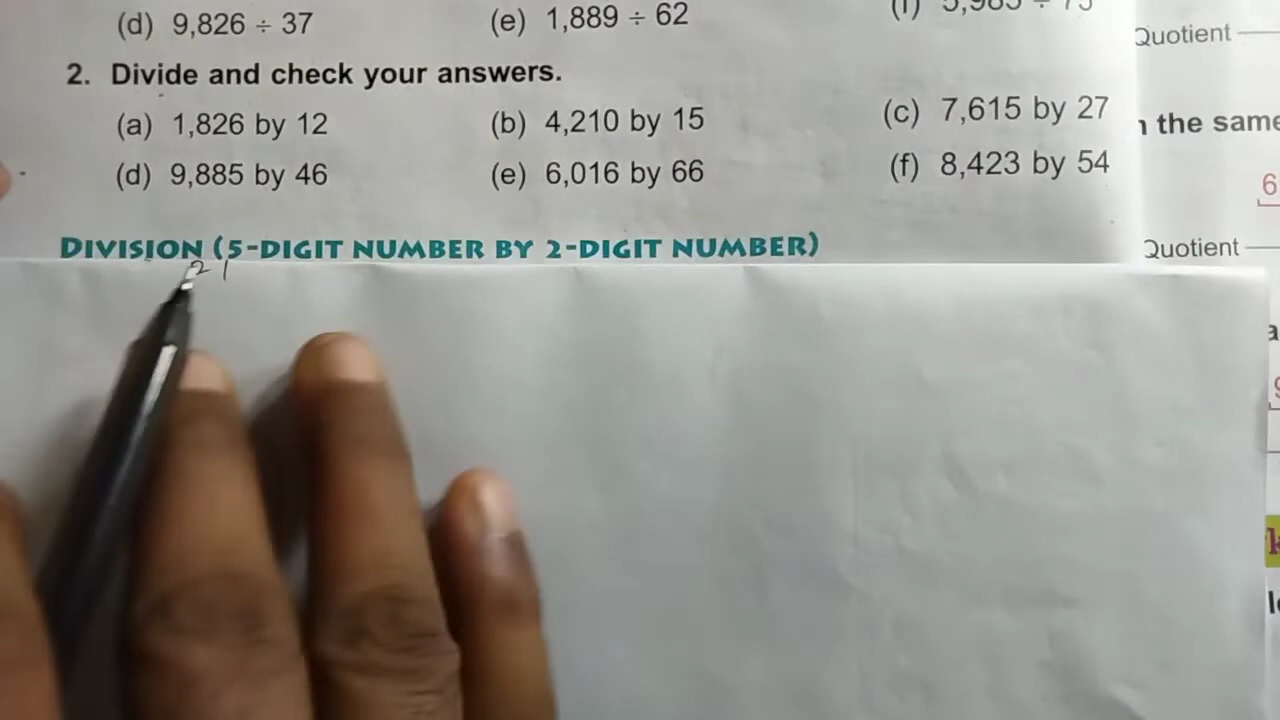 (d) 9,826 ÷ 37 (e) 1,889 ÷ 62
2. Divide and check your answers.
(a) 1,826 by 12 (b) 4,210 by 15 (c) 7,615 by 27
(d) 9,885 by 46 (e) 6,016 by 66 (f) 8,423 by 54
DIVISION (5-DIGIT NUMBER BY 2-DIGIT NUMBER)
Quotient
the same
6
Quotient